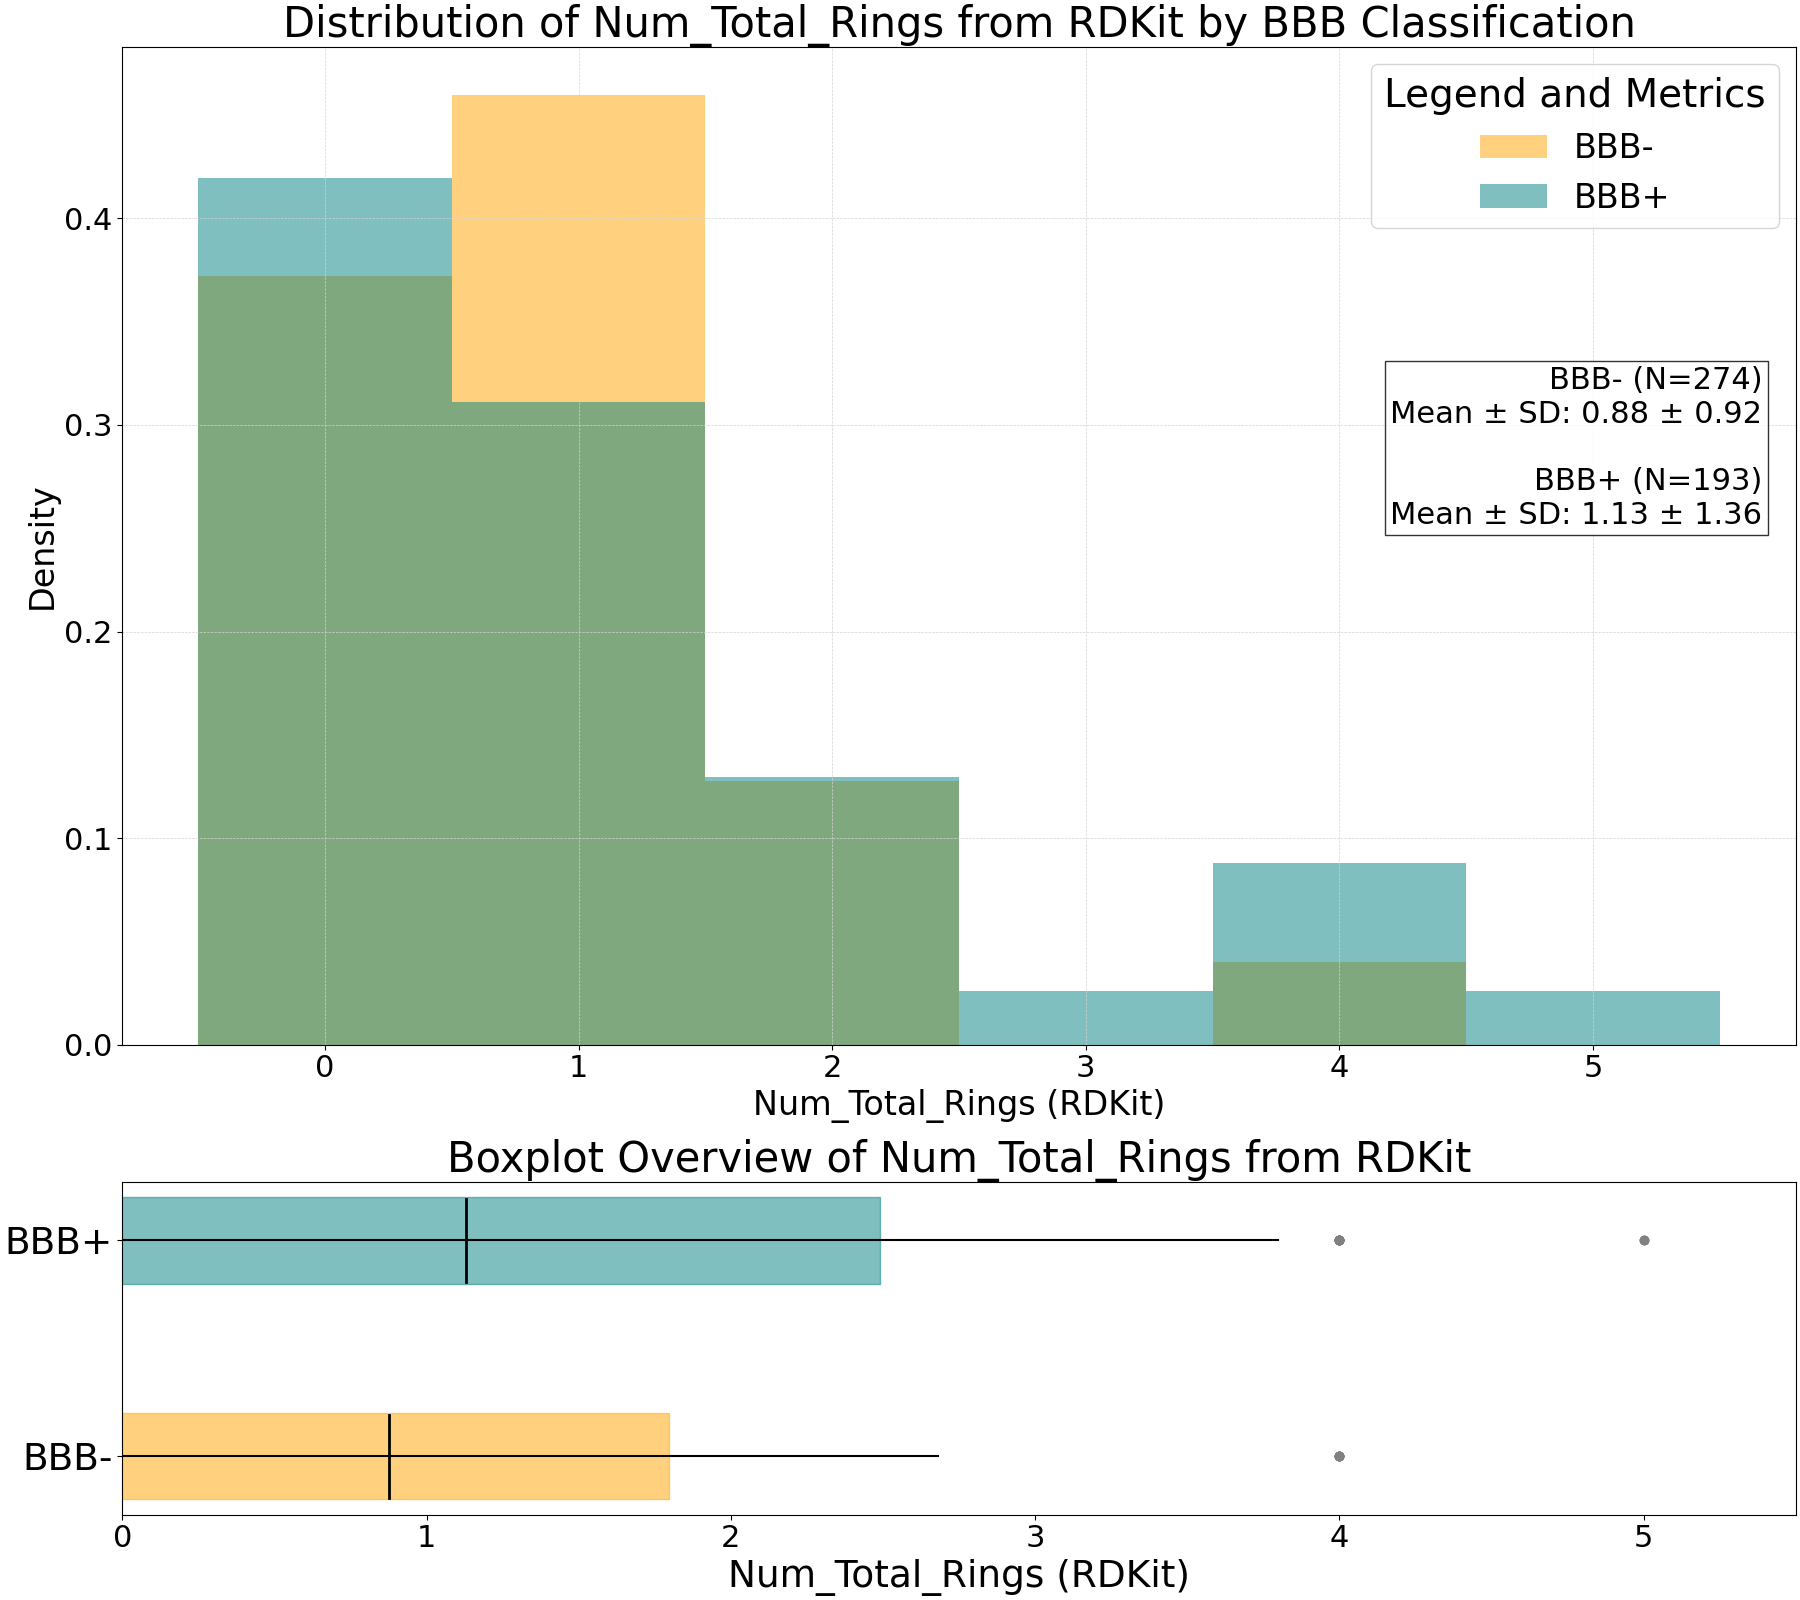 Distribution of Num_Total_Rings from RDKit by BBB Classification
Legend and Metrics
BBB-
BBB+
BBB- (N=274)
Mean ± SD: 0.88 ± 0.92
BBB+ (N=193)
Mean ± SD: 1.13 ± 1.36
Density
0.4
0.3
0.2
0.1
0.0
0 1 2 3 4 5
Num_Total_Rings (RDKit)
Boxplot Overview of Num_Total_Rings from RDKit
BBB+
BBB-
0 1 2 3 4 5
Num_Total_Rings (RDKit)